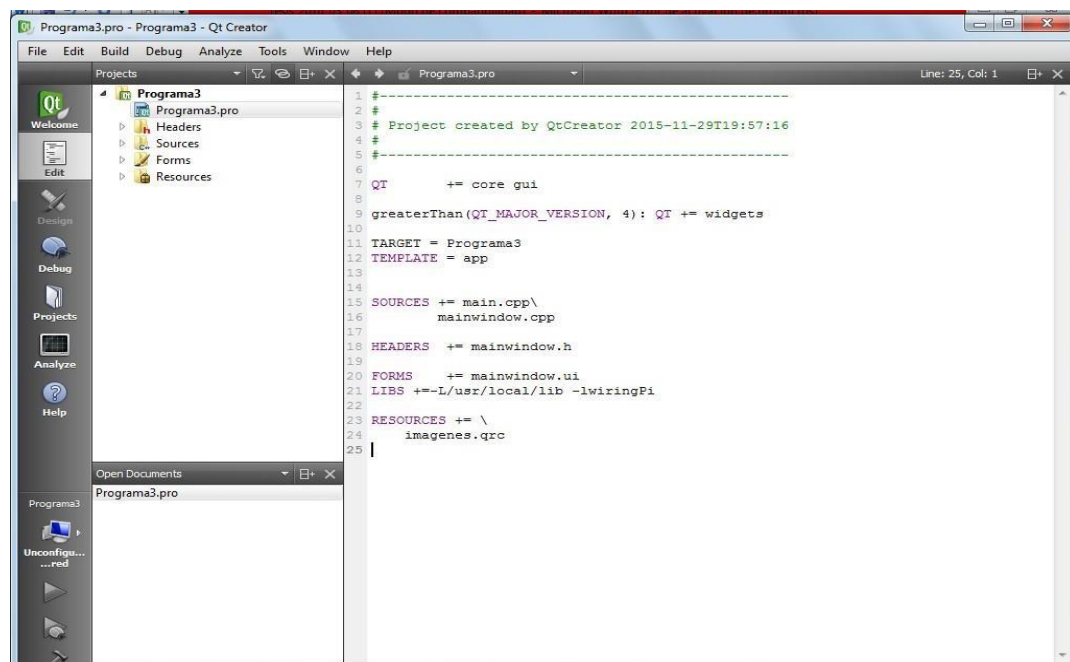 Programa3.pro - Programa3 - Qt Creator
File Edit Build Debug Analyze Tools Window Help
Projects
Programa3.pro
Line: 25, Col: 1
Qt
Welcome
Edit
Design
Debug
Projects
Analyze
Help
Programa3
Programa3.pro
Headers
Sources
Forms
Resources
Open Documents
Programa3.pro
Programa3
Unconfigu...
...red
1 #-------------------------------------------------
2 #
3 # Project created by QtCreator 2015-11-29T19:57:16
4 #
5 #-------------------------------------------------
6
7 QT       += core gui
8
9 greaterThan(QT_MAJOR_VERSION, 4): QT += widgets
10
11 TARGET = Programa3
12 TEMPLATE = app
13
14
15 SOURCES += main.cpp\
16         mainwindow.cpp
17
18 HEADERS  += mainwindow.h
19
20 FORMS    += mainwindow.ui
21 LIBS +=-L/usr/local/lib -lwiringPi
22
23 RESOURCES += \
24     imagenes.qrc
25